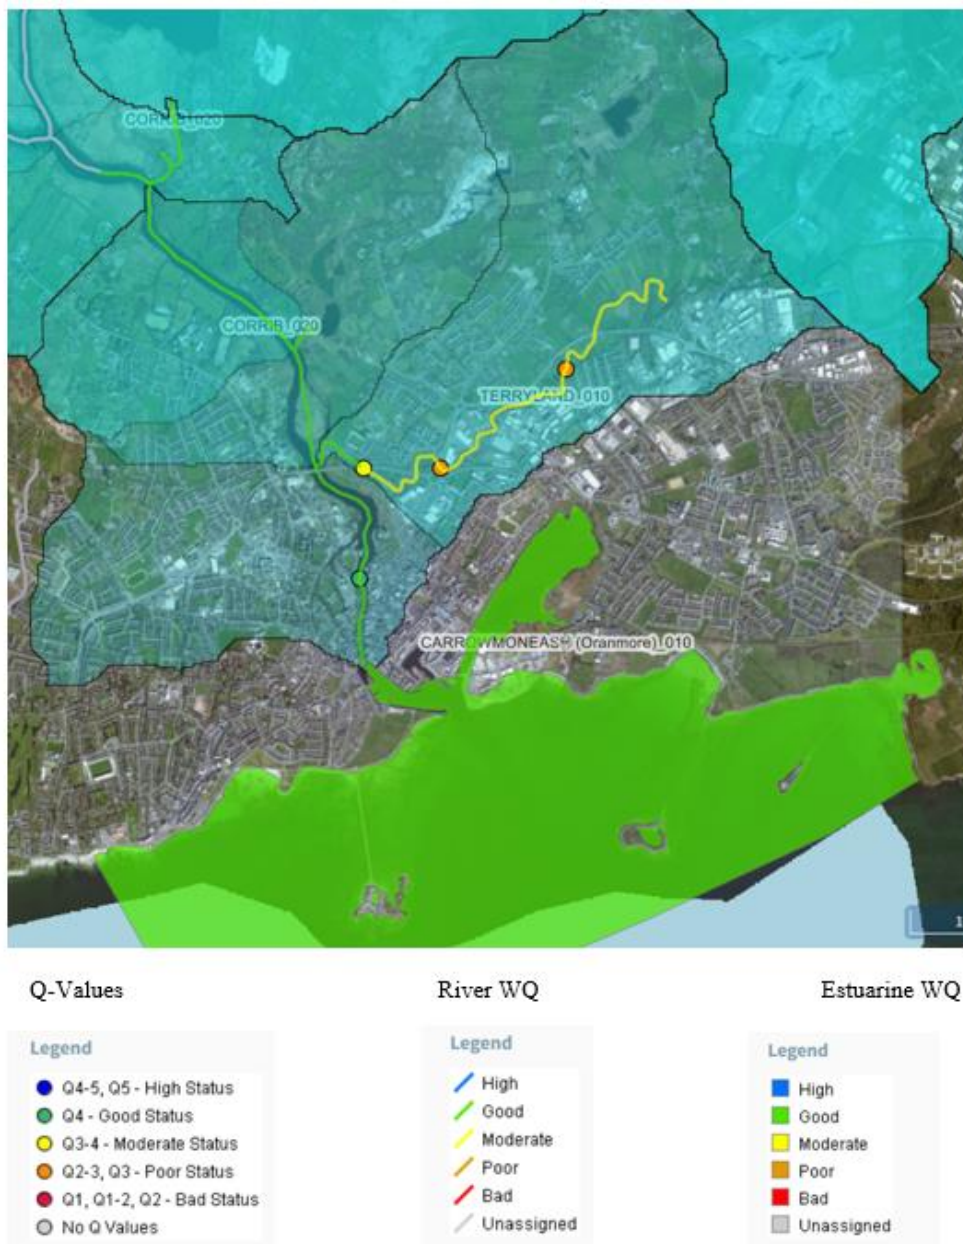 CORRIB_020
CORRIB_020
TERRYLAND_010
CARROWMONEASH (Oranmore)_010
1
Q-Values
River WQ
Estuarine WQ
Legend
Q4-5, Q5 - High Status
Q4 - Good Status
Q3-4 - Moderate Status
Q2-3, Q3 - Poor Status
Q1, Q1-2, Q2 - Bad Status
No Q Values
Legend
High
Good
Moderate
Poor
Bad
Unassigned
Legend
High
Good
Moderate
Poor
Bad
Unassigned